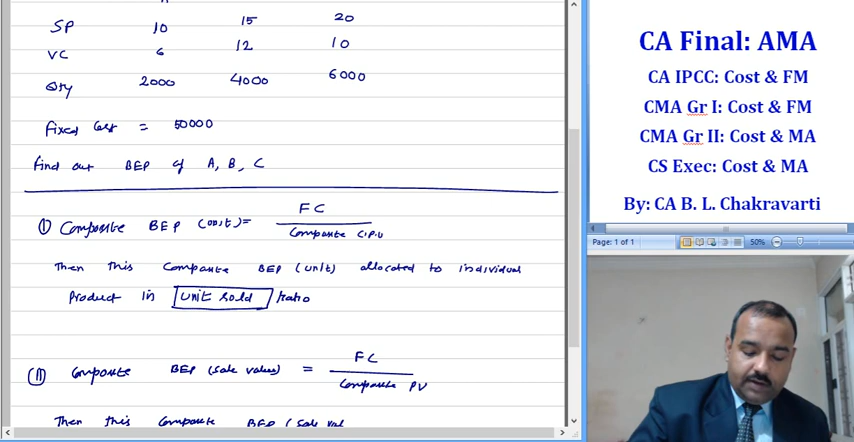 SP 10 15 20
VC 6 12 10
Qty 2000 4000 6000
Fixed Cost = 50000
Find out BEP of A, B, C
① Composite BEP (unit) = FC
Composite C.P.U
Then this Composite BEP (unit) allocated to individual
Product in unit sold ratio
② Composite BEP (Sale value) = FC
Composite PV
Then this Composite BEP (Sale val
CA Final: AMA
CA IPCC: Cost & FM
CMA Gr I: Cost & FM
CMA Gr II: Cost & MA
CS Exec: Cost & MA
By: CA B. L. Chakravarti
Page: 1 of 1
50%